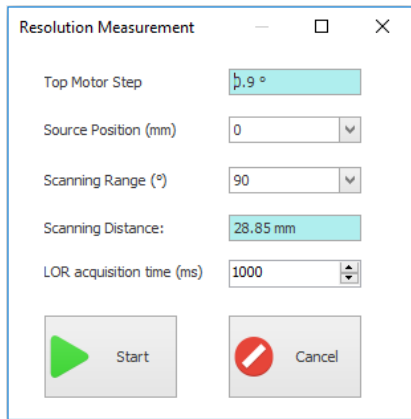 Resolution Measurement
Top Motor Step 0.9 °
Source Position (mm) 0
Scanning Range (°) 90
Scanning Distance: 28.85 mm
LOR acquisition time (ms) 1000
Start Cancel